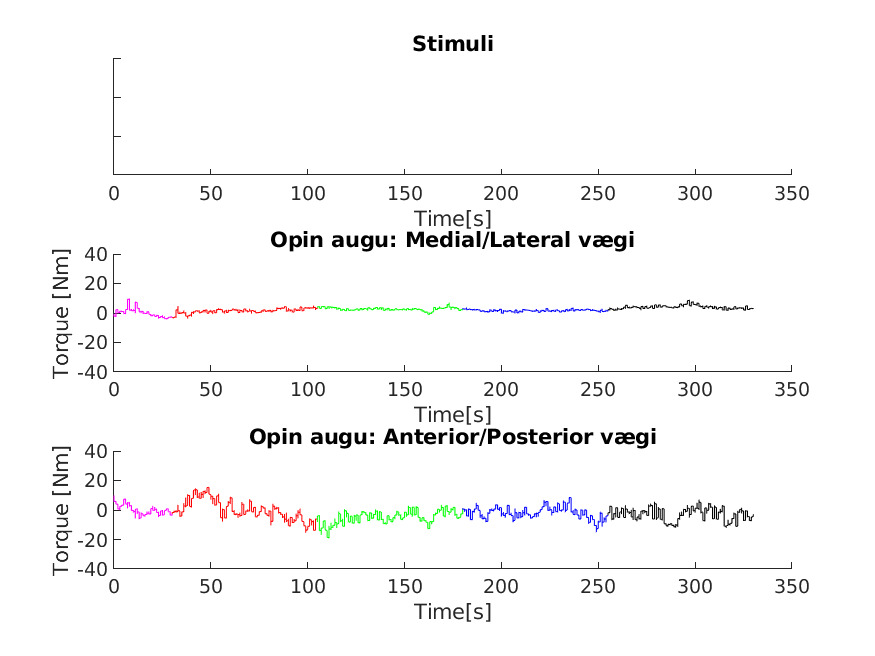 Stimuli
0 50 100 150 200 250 300 350
Time[s]
Opin augu: Medial/Lateral vægi
Torque [Nm]
40
20
0
-20
-40
0 50 100 150 200 250 300 350
Time[s]
Opin augu: Anterior/Posterior vægi
Torque [Nm]
40
20
0
-20
-40
0 50 100 150 200 250 300 350
Time[s]